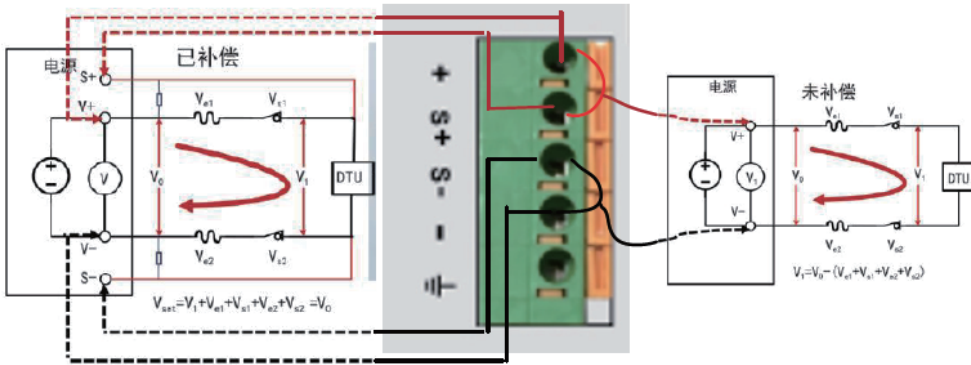 已补偿
电源
S+
V+
Ve1
Vs1
V
V0
V1
DTU
V-
Ve2
Vs2
S-
Vset=V1+Ve1+Vs1+Ve2+Vs2 =V0
+
S+
S-
-
电源
未补偿
V+
Ve1
Vs1
V1
V0
V1
DTU
V-
Ve2
Vs2
V1=V0-(Ve1+Vs1+Ve2+Vs2)